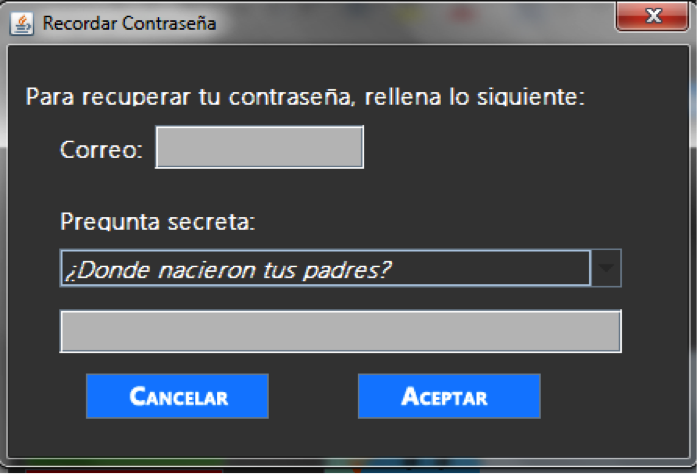 Recordar Contraseña
Para recuperar tu contraseña, rellena lo siguiente:
Correo:
Pregunta secreta:
¿Donde nacieron tus padres?
CANCELAR
ACEPTAR